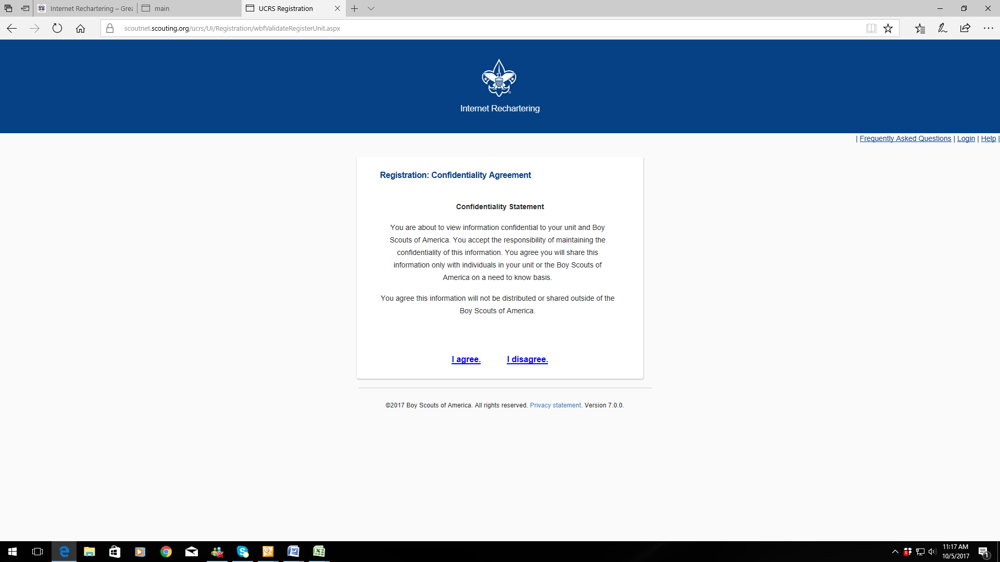 Internet Rechartering – Grea
main
UCRS Registration
scoutnet.scouting.org/ucrs/UI/Registration/wbfValidateRegisterUnit.aspx
Internet Rechartering
| Frequently Asked Questions | Login | Help |
Registration: Confidentiality Agreement
Confidentiality Statement
You are about to view information confidential to your unit and Boy
Scouts of America. You accept the responsibility of maintaining the
confidentiality of this information. You agree you will share this
information only with individuals in your unit or the Boy Scouts of
America on a need to know basis.
You agree this information will not be distributed or shared outside of the
Boy Scouts of America.
I agree. I disagree.
©2017 Boy Scouts of America. All rights reserved. Privacy statement. Version 7.0.0.
11:17 AM
10/5/2017
1